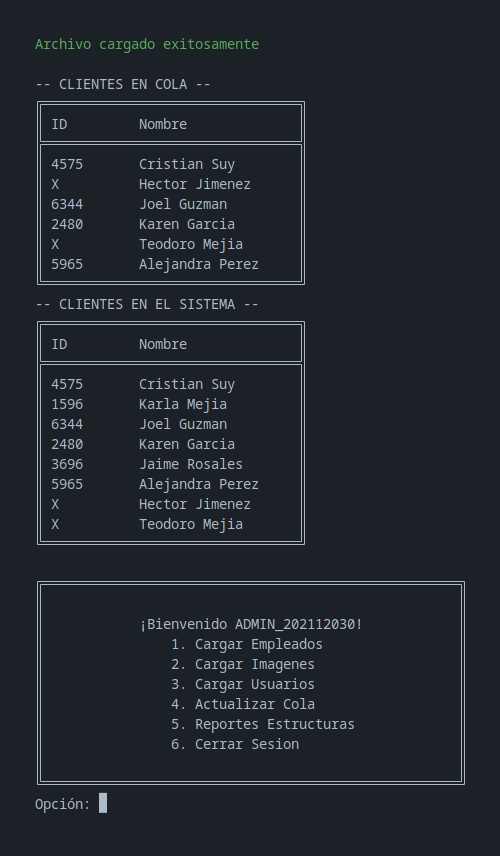 Archivo cargado exitosamente
-- CLIENTES EN COLA --
ID Nombre
4575 Cristian Suy
X Hector Jimenez
6344 Joel Guzman
2480 Karen Garcia
X Teodoro Mejia
5965 Alejandra Perez
-- CLIENTES EN EL SISTEMA --
ID Nombre
4575 Cristian Suy
1596 Karla Mejia
6344 Joel Guzman
2480 Karen Garcia
3696 Jaime Rosales
5965 Alejandra Perez
X Hector Jimenez
X Teodoro Mejia
¡Bienvenido ADMIN_202112030!
1. Cargar Empleados
2. Cargar Imagenes
3. Cargar Usuarios
4. Actualizar Cola
5. Reportes Estructuras
6. Cerrar Sesion
Opción: